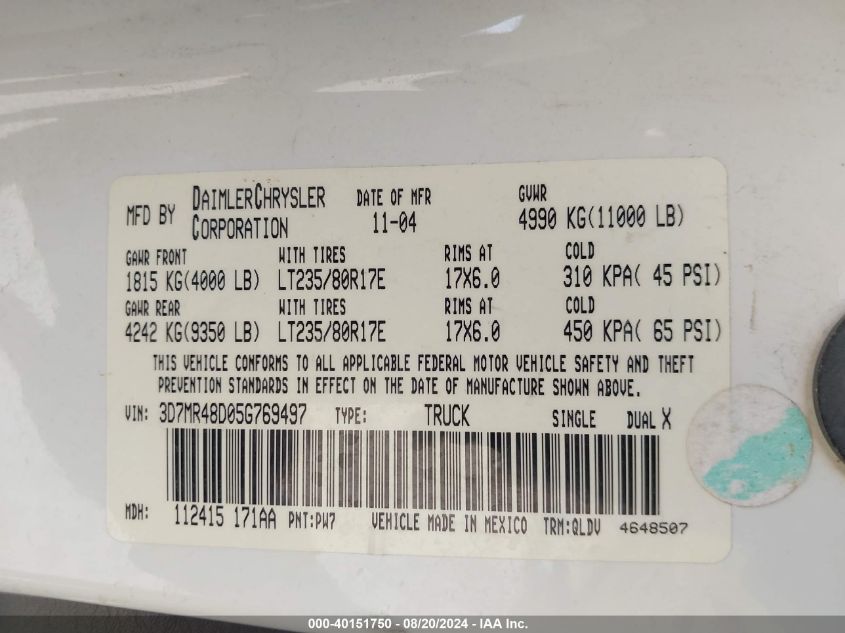 MFD BY DAIMLERCHRYSLER CORPORATION DATE OF MFR 11-04 GVWR 4990 KG(11000 LB)
GAWR FRONT WITH TIRES RIMS AT COLD
1815 KG(4000 LB) LT235/80R17E 17X6.0 310 KPA( 45 PSI)
GAWR REAR WITH TIRES RIMS AT COLD
4242 KG(9350 LB) LT235/80R17E 17X6.0 450 KPA( 65 PSI)
THIS VEHICLE CONFORMS TO ALL APPLICABLE FEDERAL MOTOR VEHICLE SAFETY AND THEFT
PREVENTION STANDARDS IN EFFECT ON THE DATE OF MANUFACTURE SHOWN ABOVE.
VIN: 3D7MR48D05G769497 TYPE: TRUCK SINGLE DUAL X
MDH: 112415 171AA PNT:PW7 VEHICLE MADE IN MEXICO TRM:QLDV 4648507
000-40151750 - 08/20/2024 - IAA Inc.